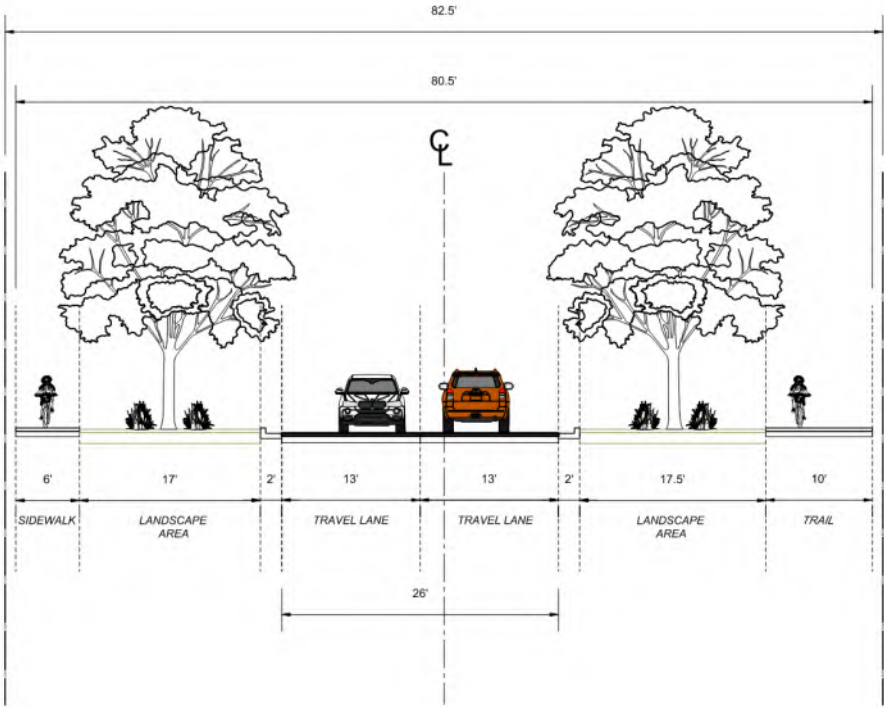 82.5'
80.5'
CL
6' 17' 2' 13' 13' 2' 17.5' 10'
SIDEWALK LANDSCAPE AREA TRAVEL LANE TRAVEL LANE LANDSCAPE AREA TRAIL
26'